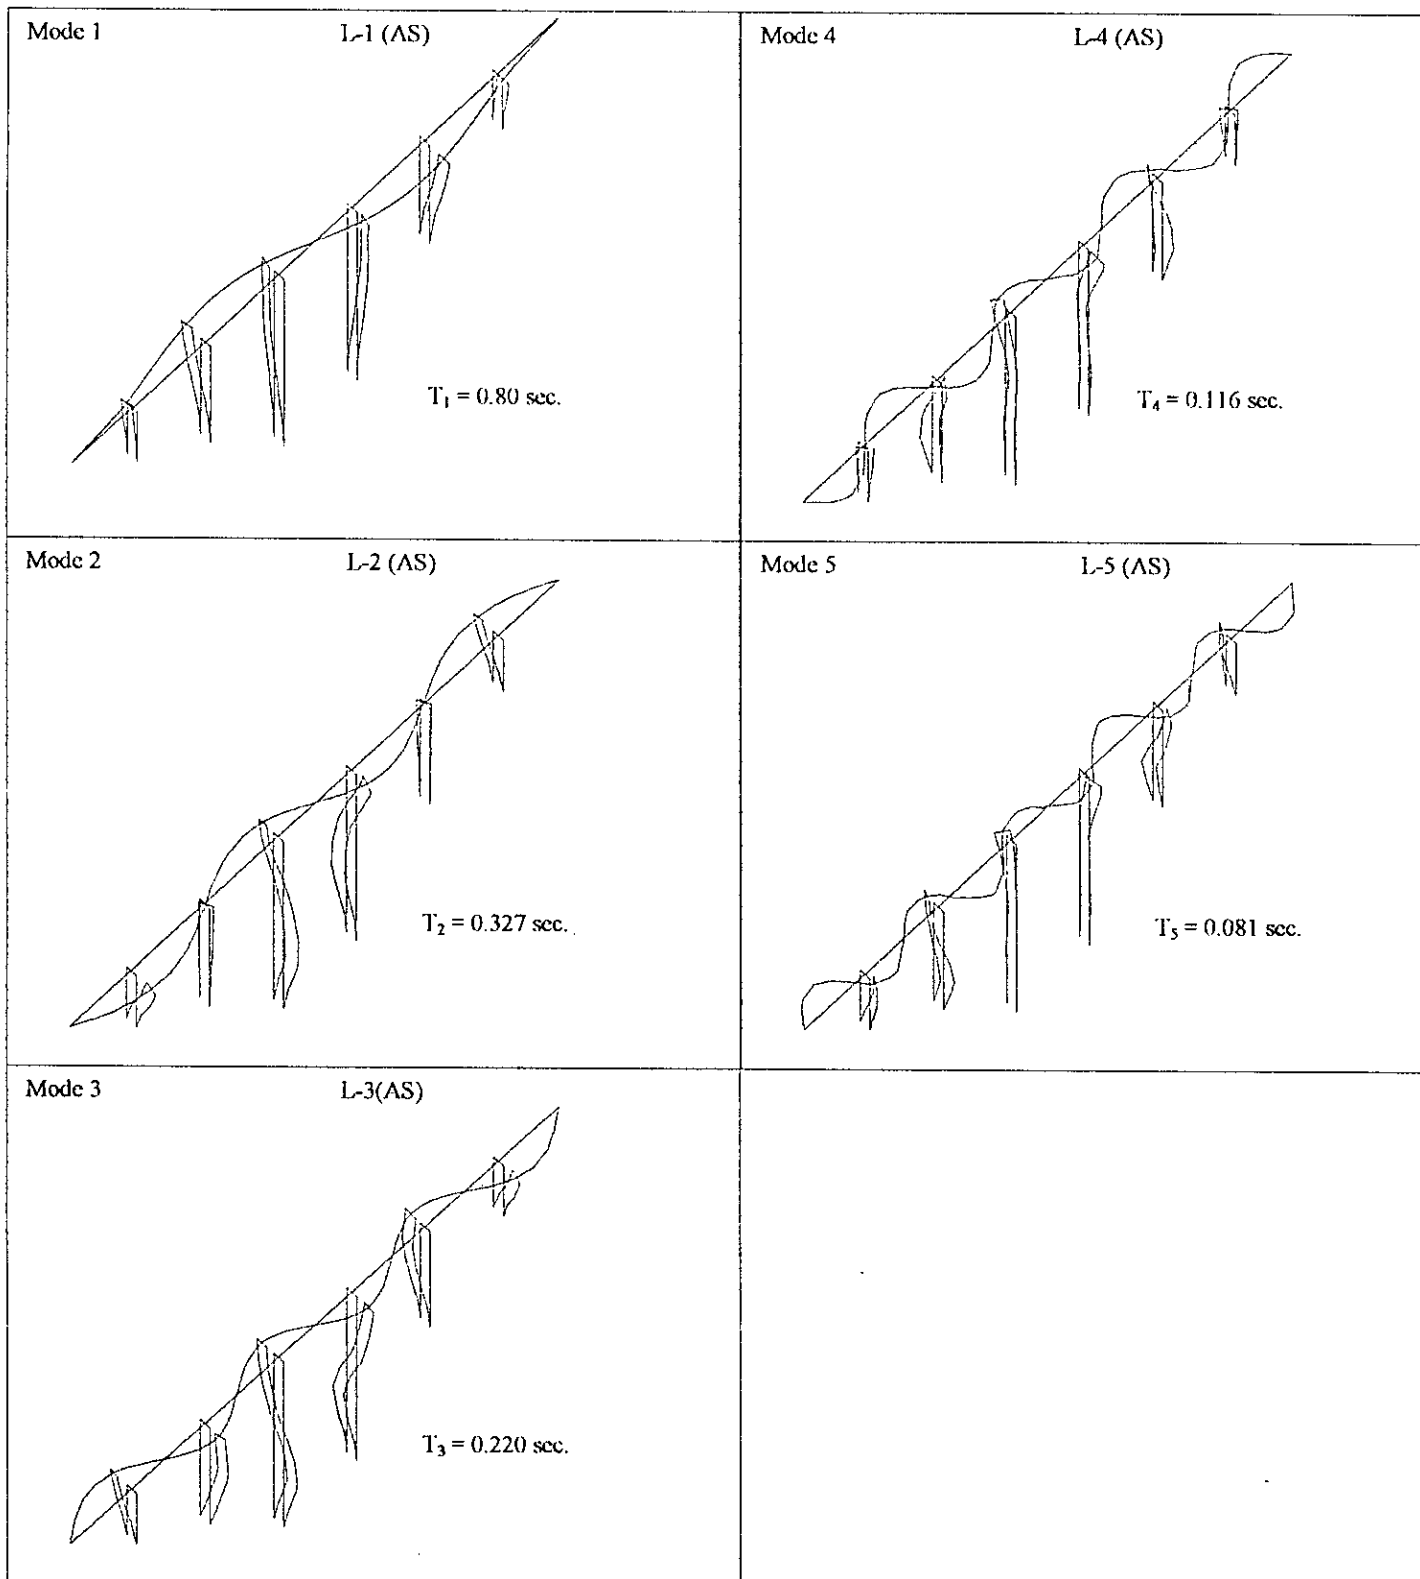 Mode 1 L-1 (AS)
T₁ = 0.80 sec.
Mode 4 L-4 (AS)
T₄ = 0.116 sec.
Mode 2 L-2 (AS)
T₂ = 0.327 sec.
Mode 5 L-5 (AS)
T₅ = 0.081 sec.
Mode 3 L-3(AS)
T₃ = 0.220 sec.